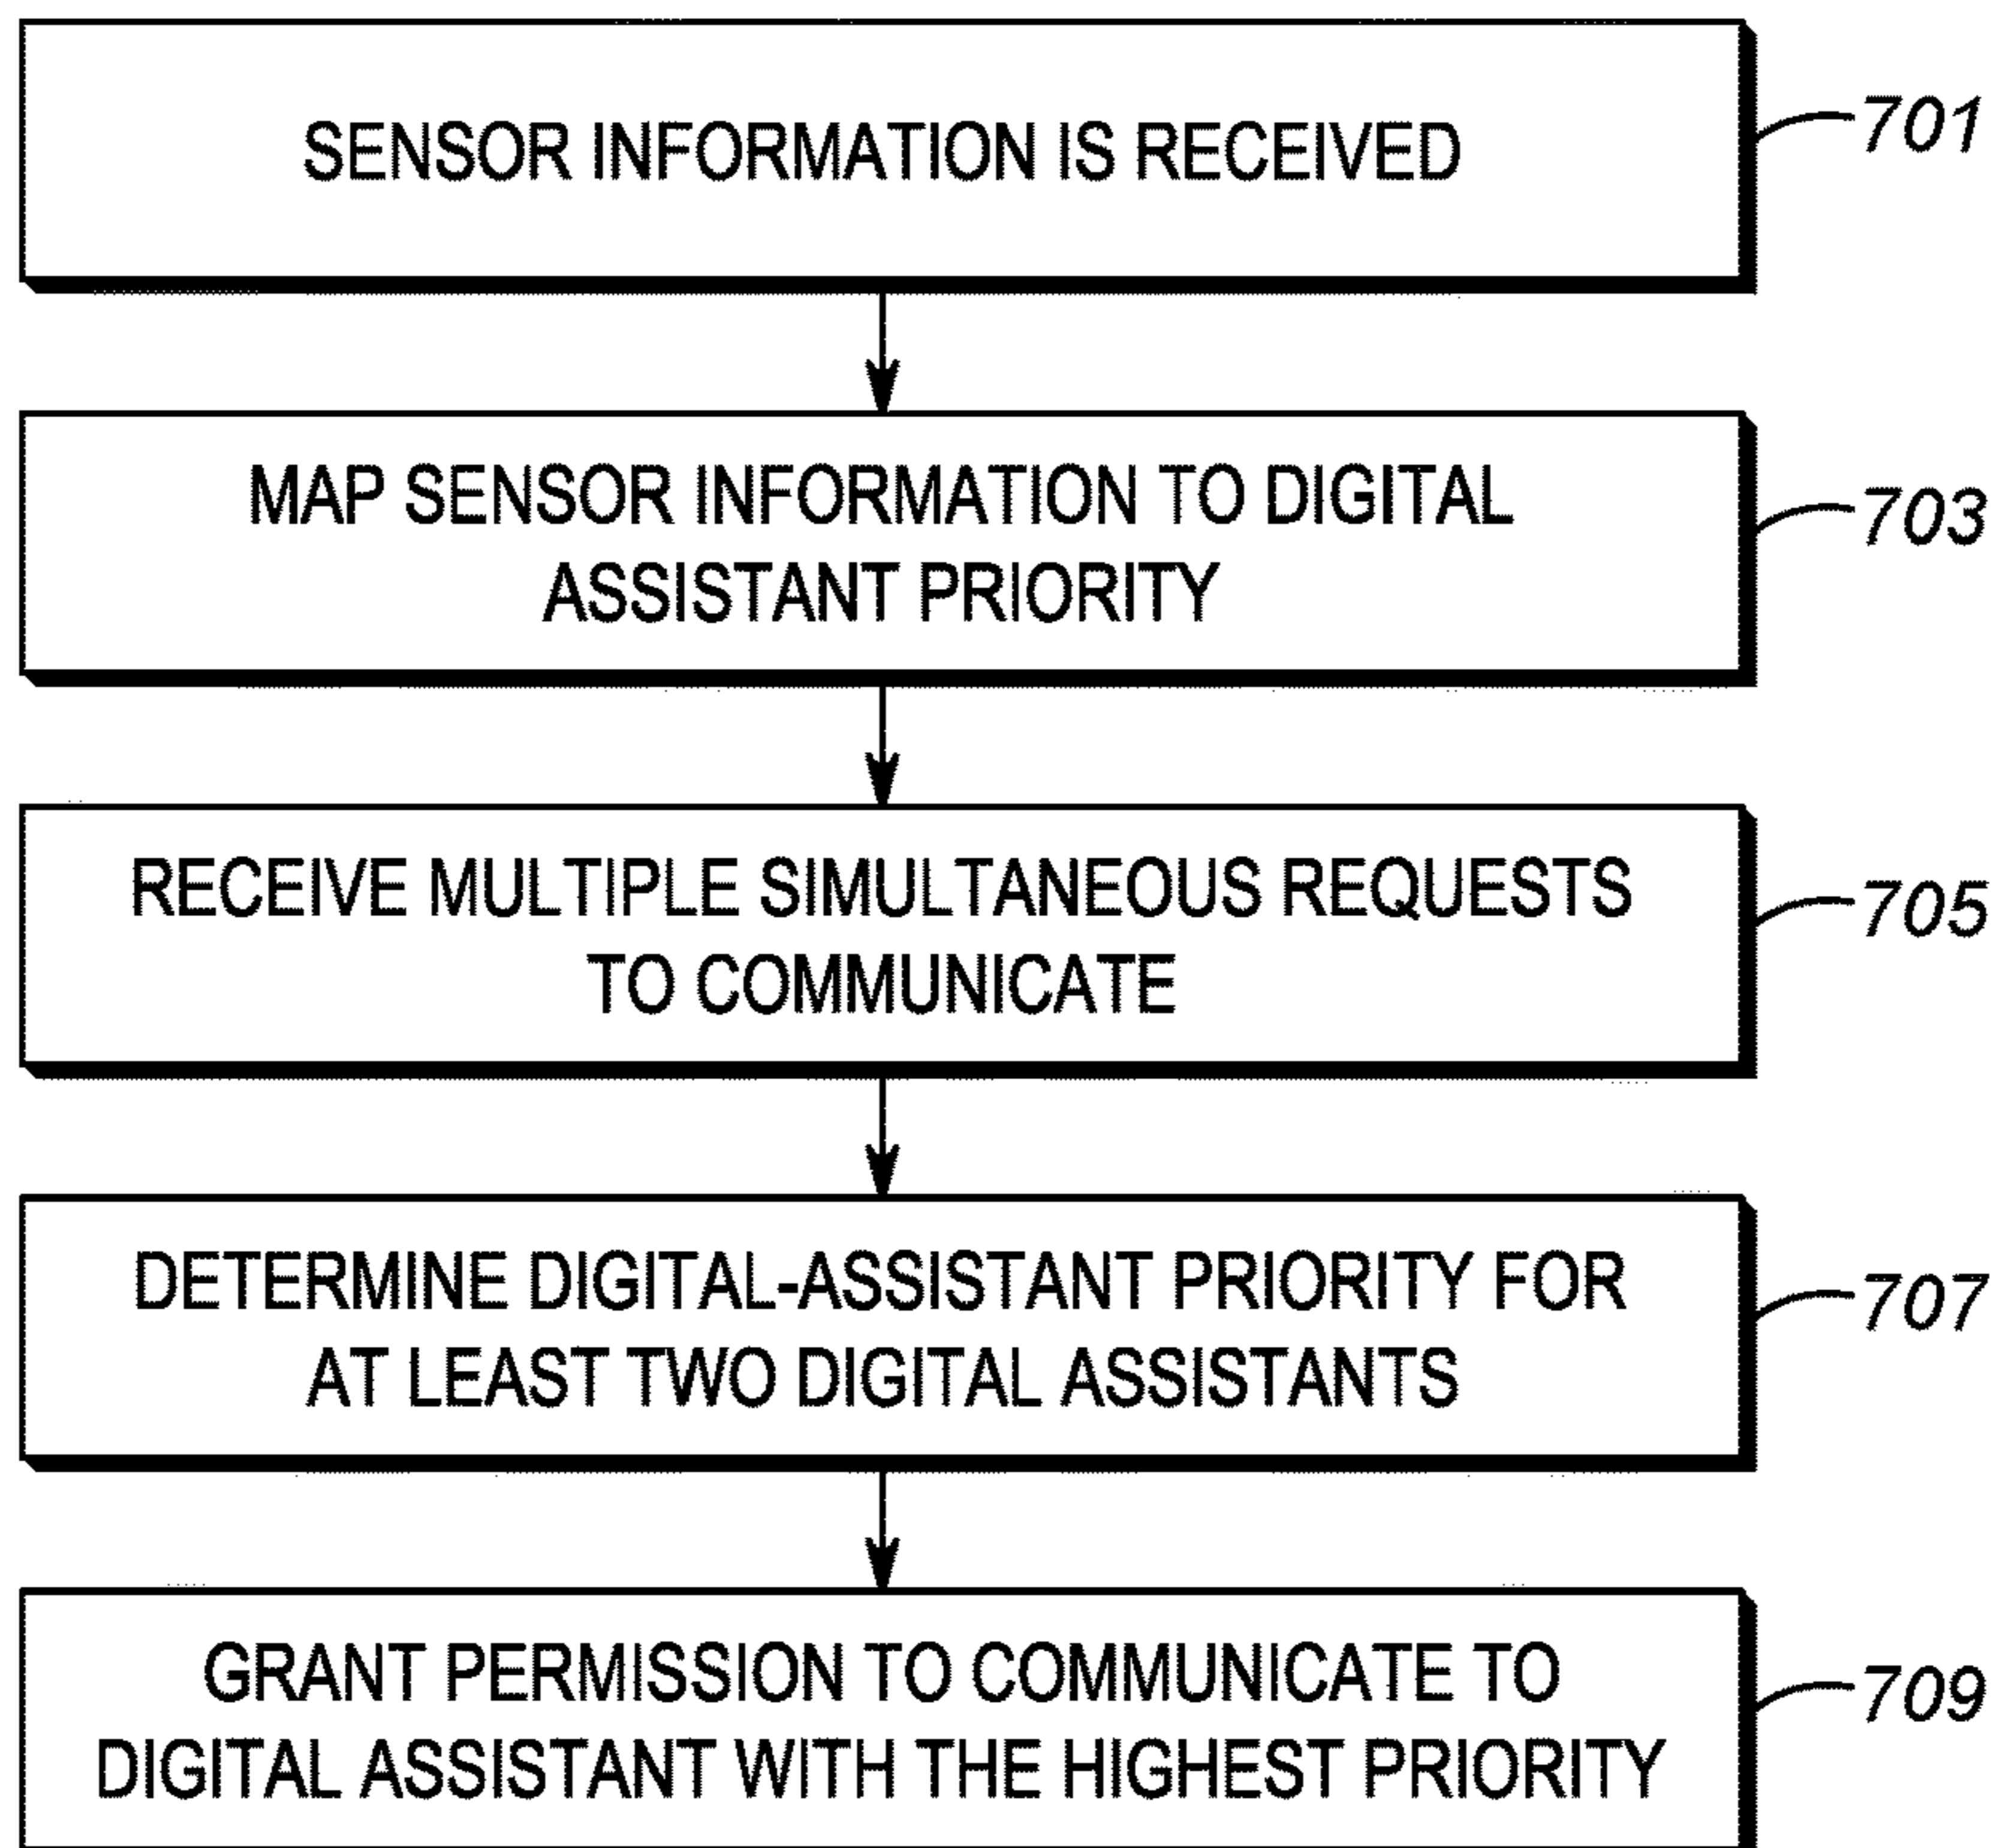 SENSOR INFORMATION IS RECEIVED
701
MAP SENSOR INFORMATION TO DIGITAL
ASSISTANT PRIORITY
703
RECEIVE MULTIPLE SIMULTANEOUS REQUESTS
TO COMMUNICATE
705
DETERMINE DIGITAL-ASSISTANT PRIORITY FOR
AT LEAST TWO DIGITAL ASSISTANTS
707
GRANT PERMISSION TO COMMUNICATE TO
DIGITAL ASSISTANT WITH THE HIGHEST PRIORITY
709